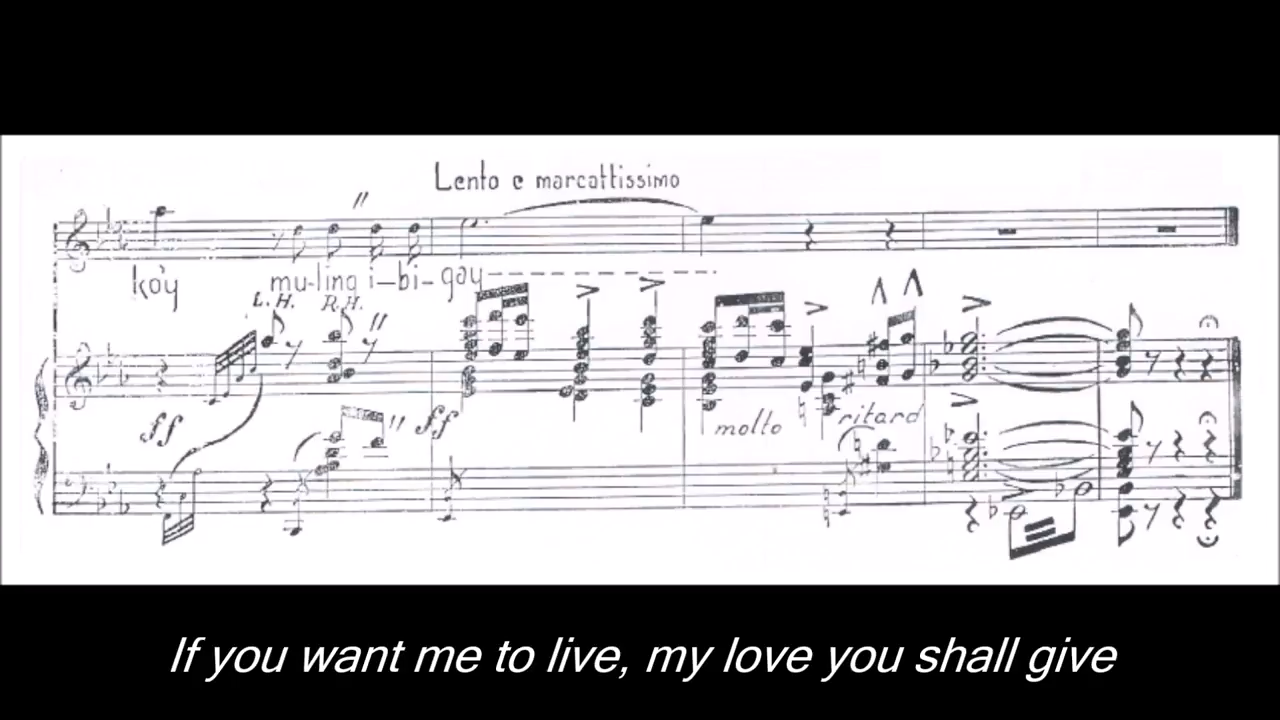 Lento e marcattissimo
ko'y mu-ling i-bi-gay
L.H. R.H.
ff ff molto ritard
If you want me to live, my love you shall give